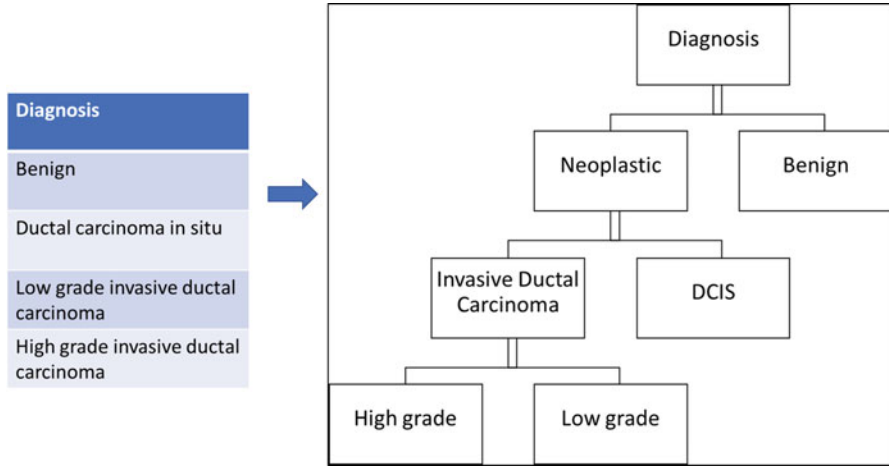 Diagnosis
Benign
Ductal carcinoma in situ
Low grade invasive ductal
carcinoma
High grade invasive ductal
carcinoma
Diagnosis
Neoplastic
Benign
Invasive Ductal
Carcinoma
DCIS
High grade
Low grade